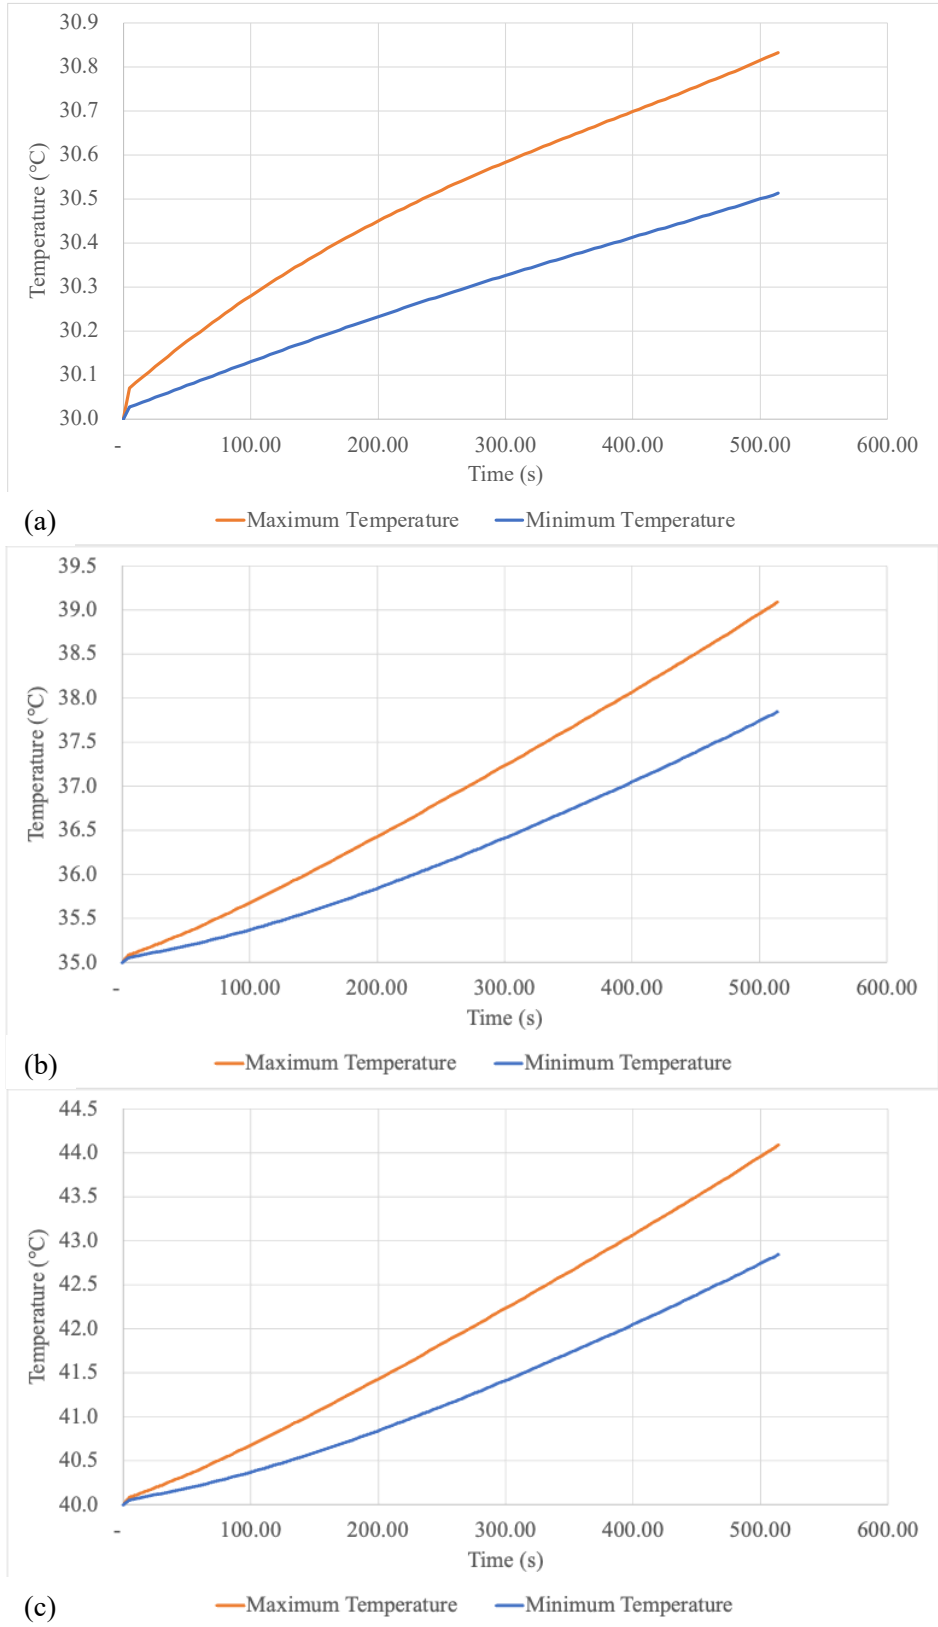 30.9
30.8
30.7
30.6
30.5
30.4
30.3
30.2
30.1
30.0
Temperature (°C)
- 100.00 200.00 300.00 400.00 500.00 600.00
Time (s)
(a) Maximum Temperature Minimum Temperature
39.5
39.0
38.5
38.0
37.5
37.0
36.5
36.0
35.5
35.0
Temperature (°C)
- 100.00 200.00 300.00 400.00 500.00 600.00
Time (s)
(b) Maximum Temperature Minimum Temperature
44.5
44.0
43.5
43.0
42.5
42.0
41.5
41.0
40.5
40.0
Temperature (°C)
- 100.00 200.00 300.00 400.00 500.00 600.00
Time (s)
(c) Maximum Temperature Minimum Temperature